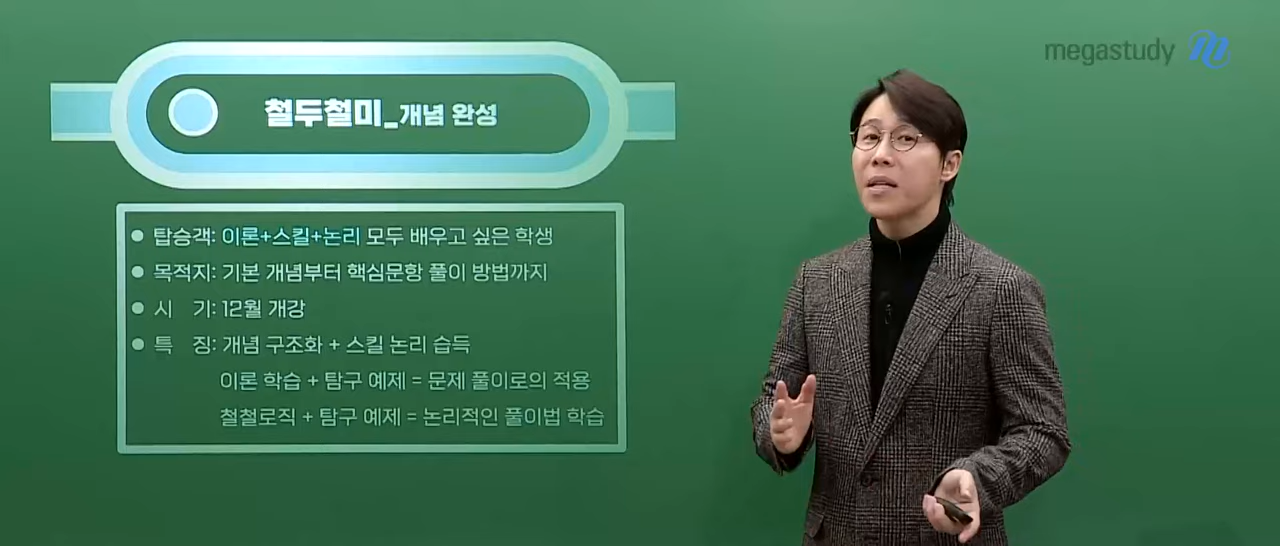 megastudy
철두철미_개념 완성
탑승객: 이론+스킬+논리 모두 배우고 싶은 학생
목적지: 기본 개념부터 핵심문항 풀이 방법까지
시 기: 12월 개강
특 징: 개념 구조화 + 스킬 논리 습득
이론 학습 + 탐구 예제 = 문제 풀이로의 적용
철철로직 + 탐구 예제 = 논리적인 풀이법 학습